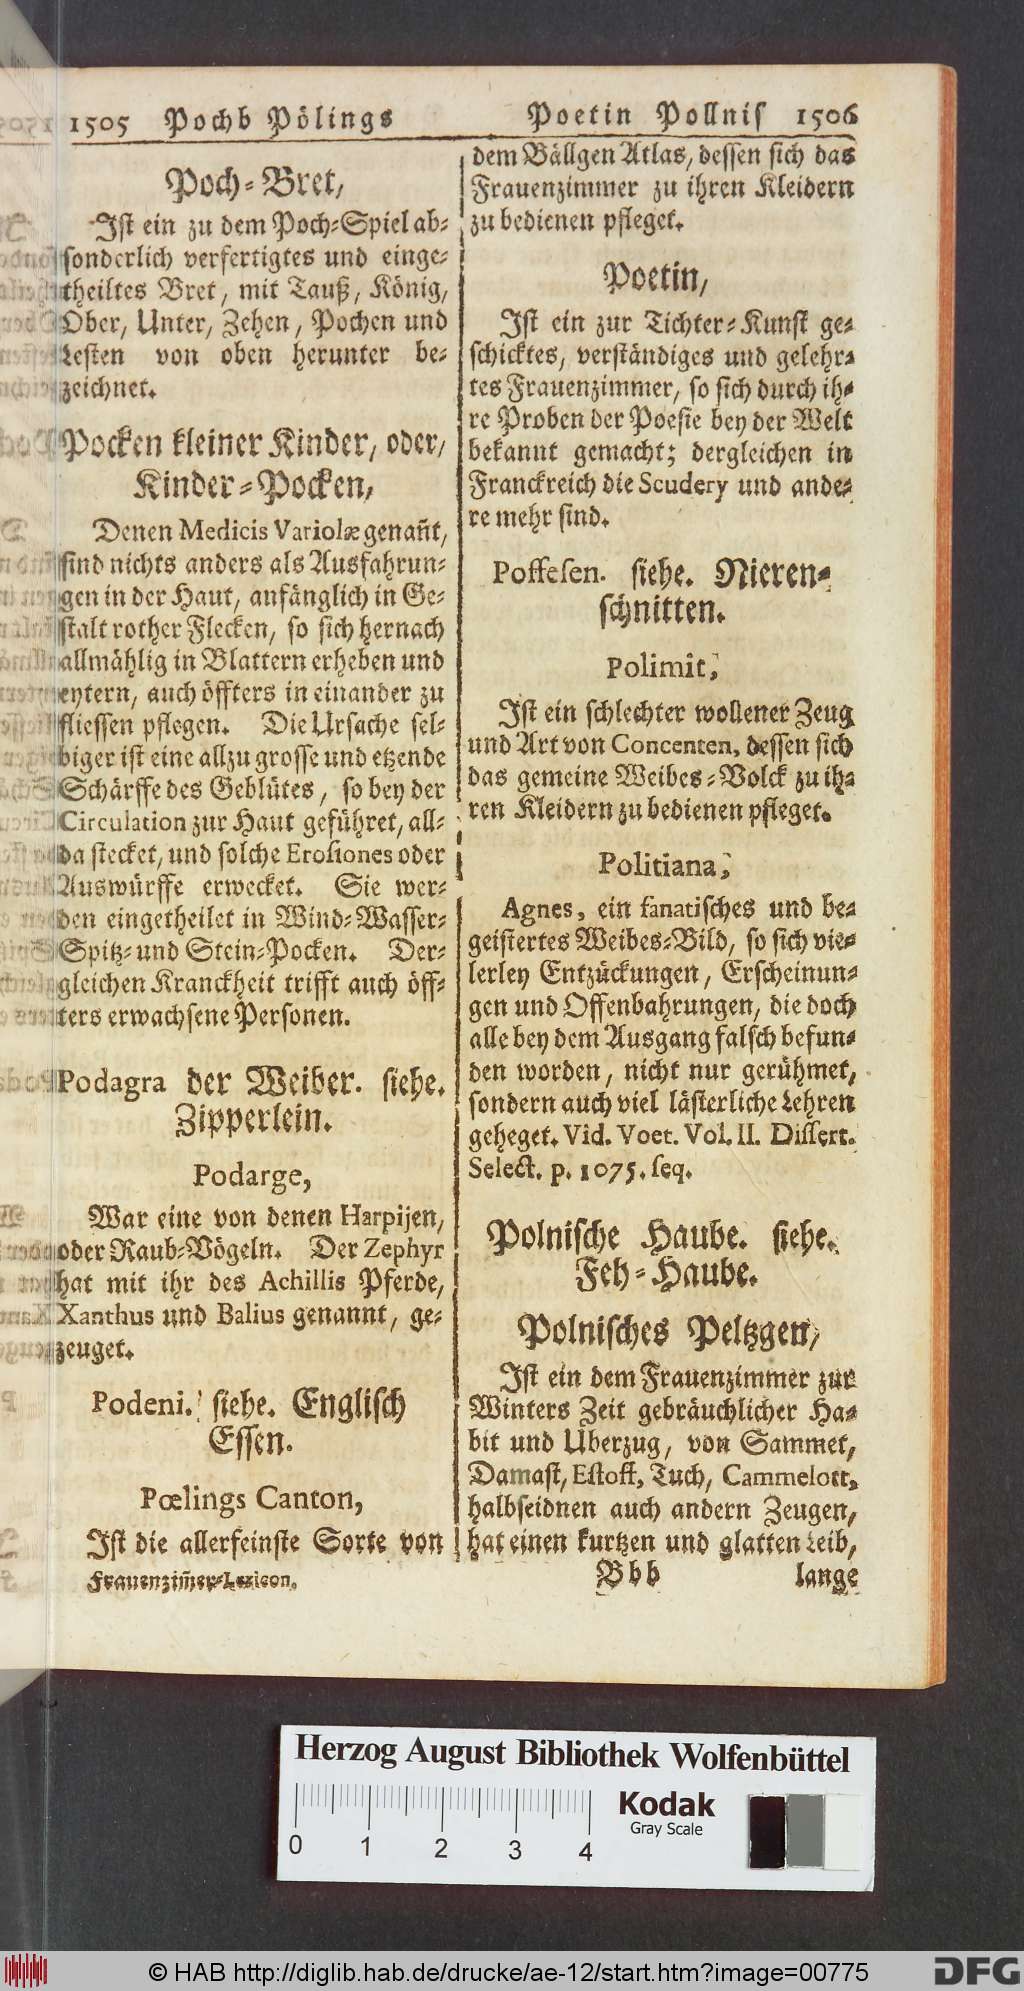 1505 Pochb Pölings
Poetin Pollnis 1506
Poch-Bret,
Ist ein zu dem Poch-Spiel ab-
sonderlich verfertigtes und einge-
theiltes Bret, mit Tauß, König,
Ober, Unter, Zehen, Pochen und
Lesten von oben herunter be-
zeichnet.
Pocken kleiner Kinder, oder,
Kinder-Pocken,
Denen Medicis Variolæ genañt,
sind nichts anders als Ausfahrun-
gen in der Haut, anfänglich in Ge-
stalt rother Flecken, so sich hernach
allmählig in Blattern erheben und
eytern, auch öffters in einander zu
fliessen pflegen. Die Ursache sel-
biger ist eine allzu grosse und etzende
Schärffe des Geblütes, so bey der
Circulation zur Haut geführet, all-
da stecket, und solche Erosiones oder
Auswürffe erwecket. Sie wer-
den eingetheilet in Wind-Wasser-
Spitz- und Stein-Pocken. Der-
gleichen Kranckheit trifft auch öff-
ters erwachsene Personen.
Podagra der Weiber. siehe.
Zipperlein.
Podarge,
War eine von denen Harpijen,
oder Raub-Vögeln. Der Zephyr
hat mit ihr des Achillis Pferde,
Xanthus und Balius genannt, ge-
zeuget.
Podeni. siehe. Englisch
Essen.
Pœlings Canton,
Ist die allerfeinste Sorte von
Frauenzim̃er-Lexicon.
dem Bällgen Atlas, dessen sich das
Frauenzimmer zu ihren Kleidern
zu bedienen pfleget.
Poetin,
Ist ein zur Tichter-Kunst ge-
schicktes, verständiges und gelehr-
tes Frauenzimmer, so sich durch ih-
re Proben der Poesie bey der Welt
bekannt gemacht; dergleichen in
Franckreich die Scudery und ande-
re mehr sind.
Poffesen. siehe. Nieren-
schnitten.
Polimit,
Ist ein schlechter wollener Zeug
und Art von Concenten, dessen sich
das gemeine Weibes-Volck zu ih-
ren Kleidern zu bedienen pfleget.
Politiana,
Agnes, ein fanatisches und be-
geistertes Weibes-Bild, so sich vie-
lerley Entzückungen, Erscheinun-
gen und Offenbahrungen, die doch
alle bey dem Ausgang falsch befun-
den worden, nicht nur gerühmet,
sondern auch viel lästerliche Lehren
geheget. Vid. Voet. Vol. II. Dissert.
Select. p. 1075. seq.
Polnische Haube. siehe.
Feh-Haube.
Polnisches Peltzgen,
Ist ein dem Frauenzimmer zur
Winters Zeit gebräuchlicher Ha-
bit und Uberzug, von Sammet,
Damast, Estoff, Tuch, Cammelott,
halbseidnen auch andern Zeugen,
hat einen kurtzen und glatten Leib,
Bbb lange
Herzog August Bibliothek Wolfenbüttel
0 1 2 3 4
Kodak
Gray Scale
© HAB http://diglib.hab.de/drucke/ae-12/start.htm?image=00775
DFG